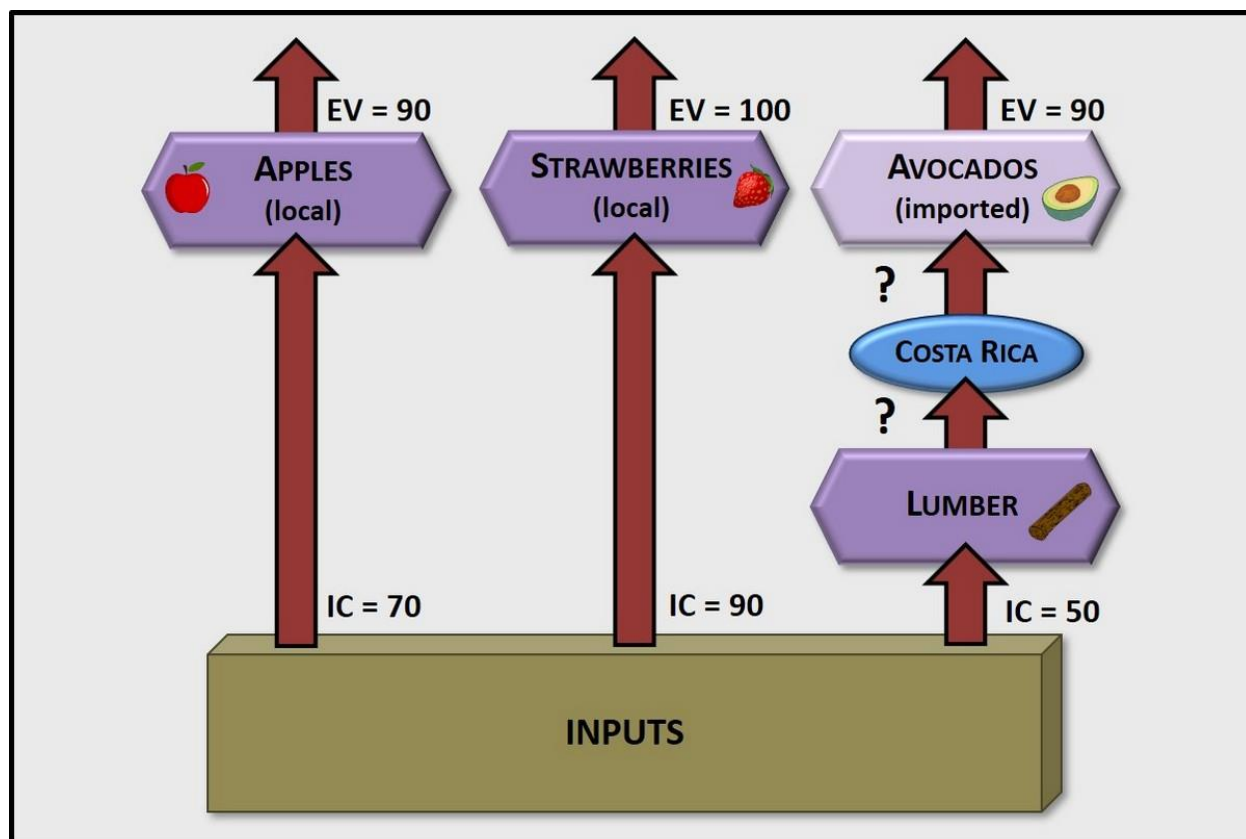 EV = 90
EV = 100
EV = 90
APPLES
(local)
STRAWBERRIES
(local)
AVOCADOS
(imported)
?
COSTA RICA
?
LUMBER
IC = 70
IC = 90
IC = 50
INPUTS